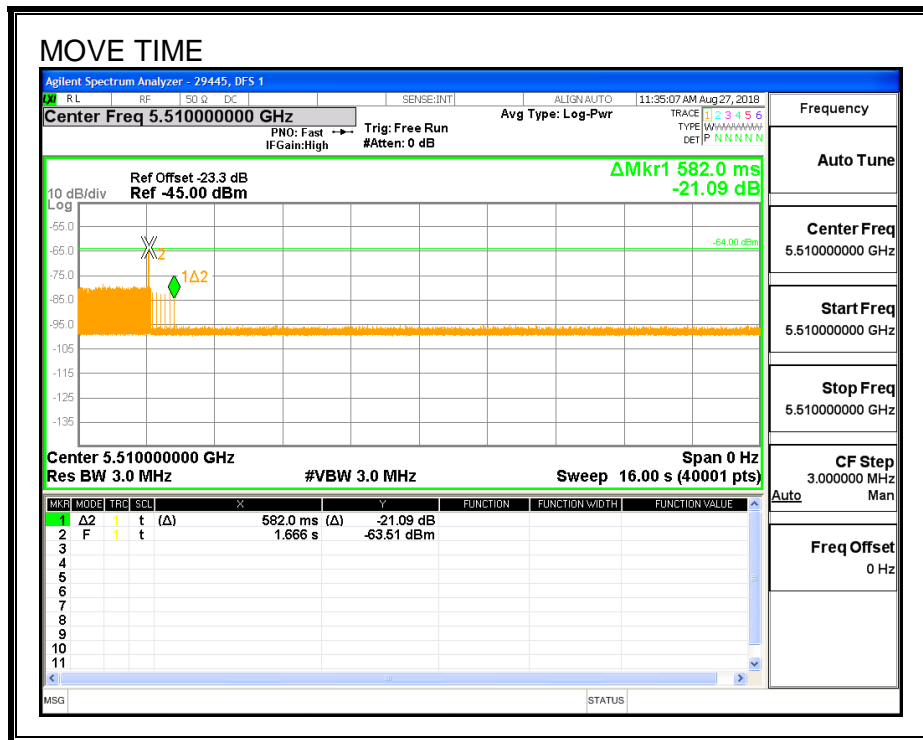 MOVE TIME
Agilent Spectrum Analyzer - 29445, DFS 1
LXI RL RF 50 Ω DC SENSE:INT ALIGN AUTO 11:35:07 AM Aug 27, 2018
Center Freq 5.510000000 GHz
PNO: Fast
IFGain:High
Trig: Free Run
#Atten: 0 dB
Avg Type: Log-Pwr
TRACE 1 2 3 4 5 6
TYPE WWWWWW
DET P N N N N N
Ref Offset -23.3 dB
10 dB/div Ref -45.00 dBm
Log
ΔMkr1 582.0 ms
-21.09 dB
-55.0
-65.0
-75.0
-85.0
-95.0
-105
-115
-125
-135
-64.00 dBm
2
1Δ2
Center 5.510000000 GHz Span 0 Hz
Res BW 3.0 MHz #VBW 3.0 MHz Sweep 16.00 s (40001 pts)
MKR MODE TRC SCL X Y FUNCTION FUNCTION WIDTH FUNCTION VALUE
1 Δ2 1 t (Δ) 582.0 ms (Δ) -21.09 dB
2 F 1 t 1.666 s -63.51 dBm
3
4
5
6
7
8
9
10
11
MSG STATUS
Frequency
Auto Tune
Center Freq
5.510000000 GHz
Start Freq
5.510000000 GHz
Stop Freq
5.510000000 GHz
CF Step
3.000000 MHz
Auto Man
Freq Offset
0 Hz